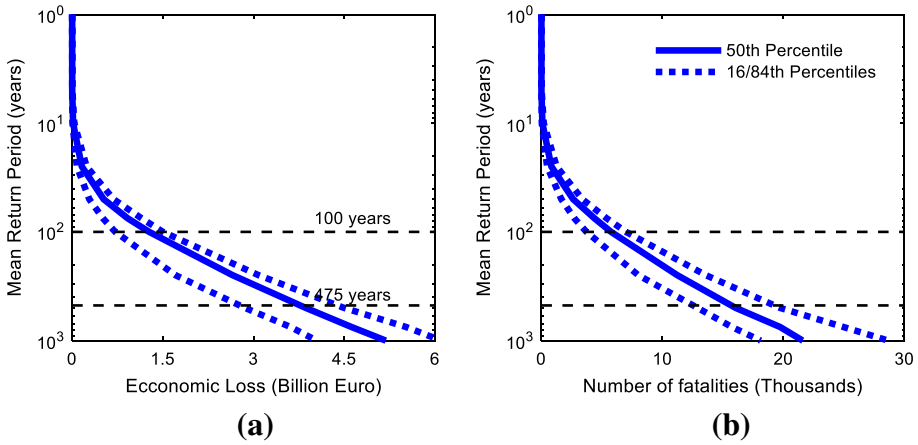 10^0
10^1
10^2
10^3
Mean Return Period (years)
100 years
475 years
0 1.5 3 4.5 6
Ecconomic Loss (Billion Euro)
(a)
10^0
10^1
10^2
10^3
Mean Return Period (years)
50th Percentile
16/84th Percentiles
0 10 20 30
Number of fatalities (Thousands)
(b)